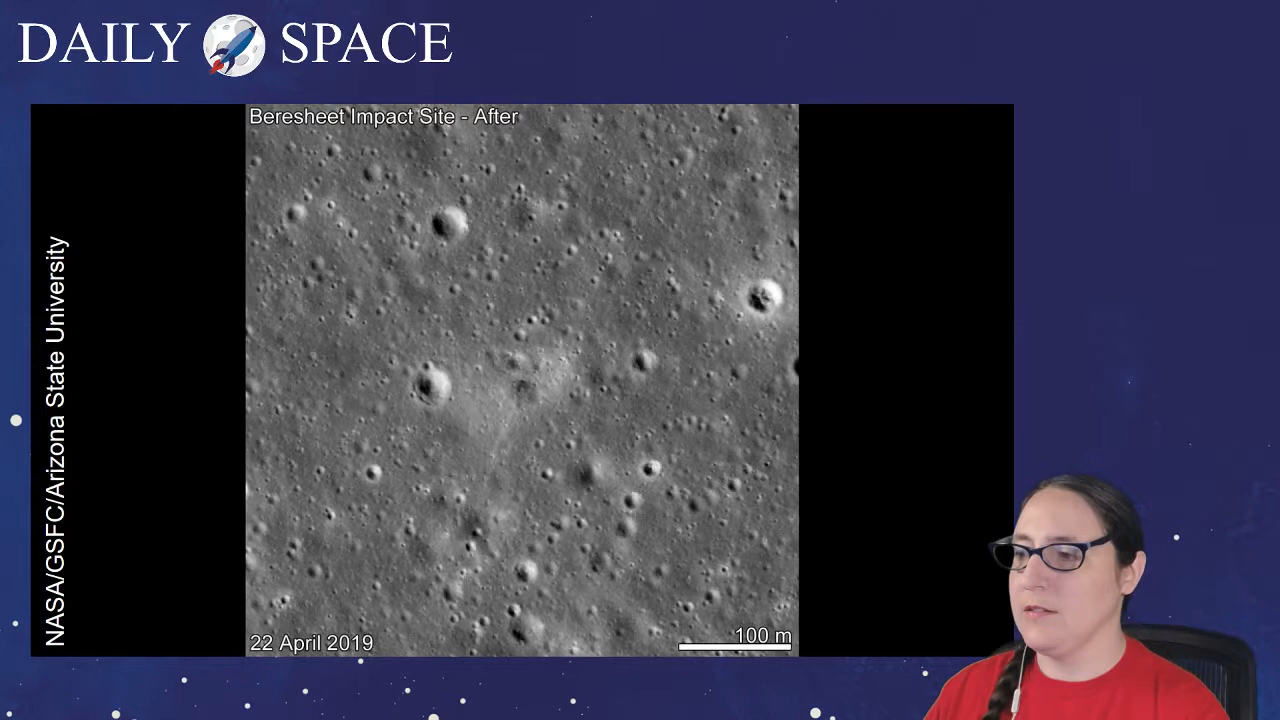 DAILY SPACE
Beresheet Impact Site - After
NASA/GSFC/Arizona State University
22 April 2019
100 m